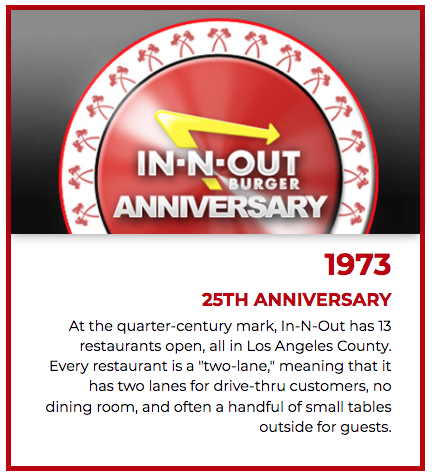 IN-N-OUT
BURGER
ANNIVERSARY
1973
25TH ANNIVERSARY
At the quarter-century mark, In-N-Out has 13
restaurants open, all in Los Angeles County.
Every restaurant is a "two-lane," meaning that it
has two lanes for drive-thru customers, no
dining room, and often a handful of small tables
outside for guests.